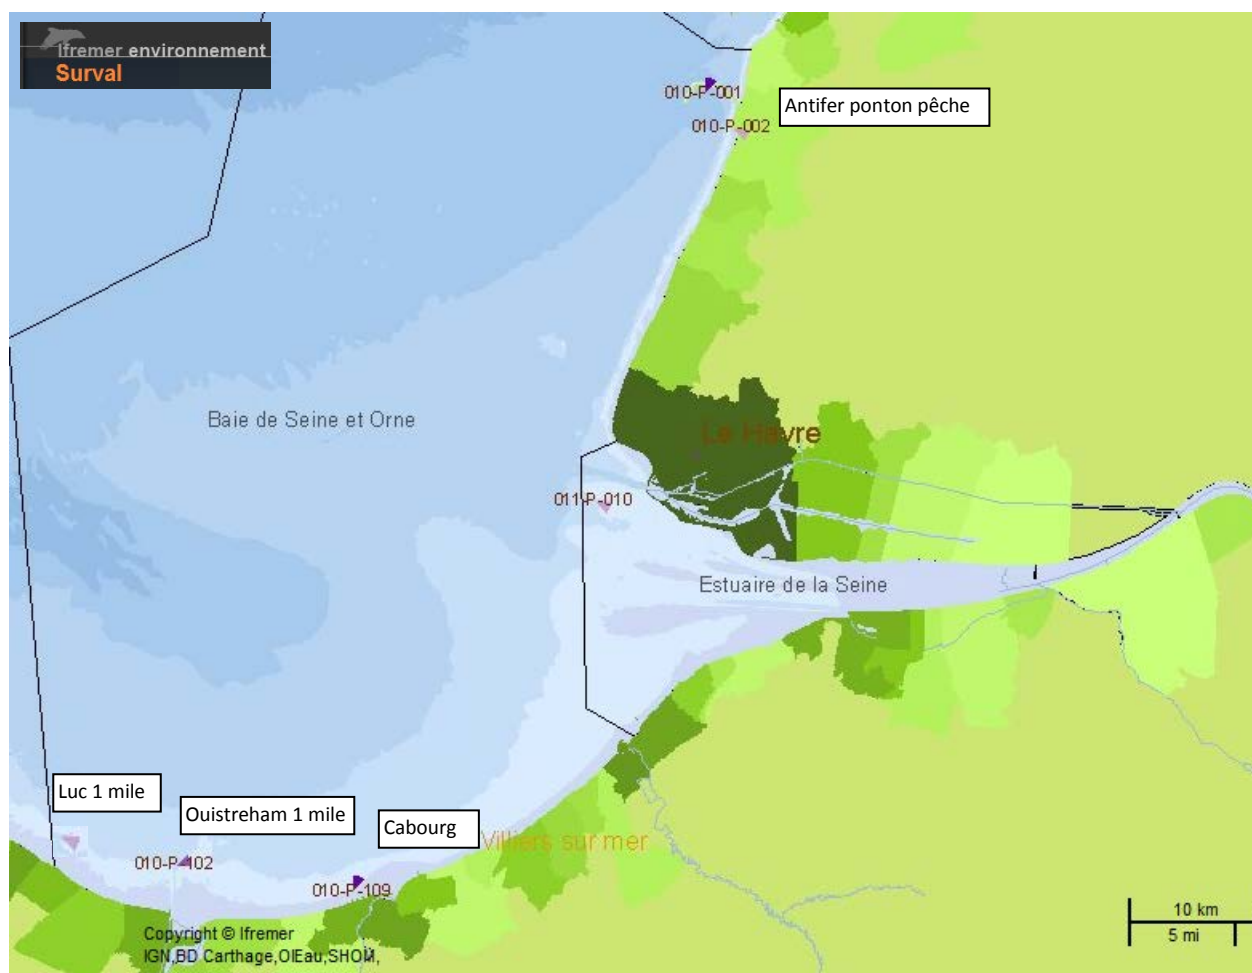 Ifremer environnement
Surval
010-P-001
Antifer ponton pêche
010-P-002
Baie de Seine et Orne
Le Havre
011-P-010
Estuaire de la Seine
Luc 1 mile
Ouistreham 1 mile
Cabourg
Villiers sur mer
010-P-102
010-P-109
10 km
5 mi
Copyright © Ifremer
IGN,BD Carthage,OIEau,SHOM,